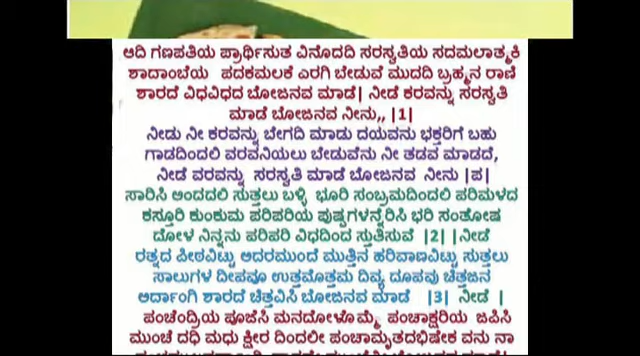 ಆದಿ ಗಣಪತಿಯ ಪ್ರಾರ್ಥಿಸುತ ವಿನೊದದಿ ಸರಸ್ವತಿಯ ಸದಮಲಾತ್ಮಕಿ
ಶಾದಾಂಬೆಯ ಪದಕಮಲಕೆ ಎರಗಿ ಬೇಡುವೆ ಮುದದಿ ಬ್ರಹ್ಮನ ರಾಣಿ
ಶಾರದೆ ವಿಧವಿಧದ ಬೋಜನವ ಮಾಡೆ| ನೀಡೆ ಕರವನ್ನು ಸರಸ್ವತಿ
ಮಾಡೆ ಬೋಜನವ ನೀನು,, |1|
ನೀಡು ನೀ ಕರವನ್ನು ಬೇಗದಿ ಮಾಡು ದಯವನು ಭಕ್ತರಿಗೆ ಬಹು
ಗಾಡದಿಂದಲಿ ವರವನಿಯಲು ಬೇಡುವೆನು ನೀ ತಡವ ಮಾಡದೆ,
ನೀಡೆ ವರವನ್ನು ಸರಸ್ವತಿ ಮಾಡೆ ಬೋಜನವ ನೀನು |ಪ|
ಸಾರಿಸಿ ಅಂದದಲಿ ಸುತ್ತಲು ಬಳ್ಳಿ ಭೂರಿ ಸಂಬ್ರಮದಿಂದಲಿ ಪರಿಮಳದ
ಕಸ್ತೂರಿ ಕುಂಕುಮ ಪರಿಪರಿಯ ಪುಷ್ಪಗಳನ್ವೆರಿಸಿ ಭರಿ ಸಂತೋಷ
ದೋಳ ನಿನ್ನನು ಪರಿಪರಿ ವಿಧದಿಂದ ಸ್ತುತಿಸುವೆ |2| |ನೀಡೆ
ರತ್ನದ ಪೀಠವಿಟ್ಟು ಅದರಮುಂದೆ ಮುತ್ತಿನ ಹರಿವಾಣವಿಟ್ಟು ಸುತ್ತಲು
ಸಾಲುಗಳ ದೀಪವೂ ಉತ್ತಮೊತ್ತಮ ದಿವ್ಯ ದೂಪವು ಚಿತ್ತಜನ
ಅರ್ದಾಂಗಿ ಶಾರದೆ ಚಿತ್ತವಿಸಿ ಬೋಜನವ ಮಾಡೆ |3| ನೀಡೆ |
ಪಂಚೆಂದ್ರಿಯ ಪೂಜೆಸಿ ಮನದೋಳೊಮ್ಮೆ ಪಂಚಾಕ್ಷರಿಯ ಜಪಿಸಿ
ಮುಂಚೆ ದಧಿ ಮಧು ಕ್ಷೀರ ದಿಂದಲೀ ಪಂಚಾಮೃತದಭಿಷೇಕ ವನು ನಾ